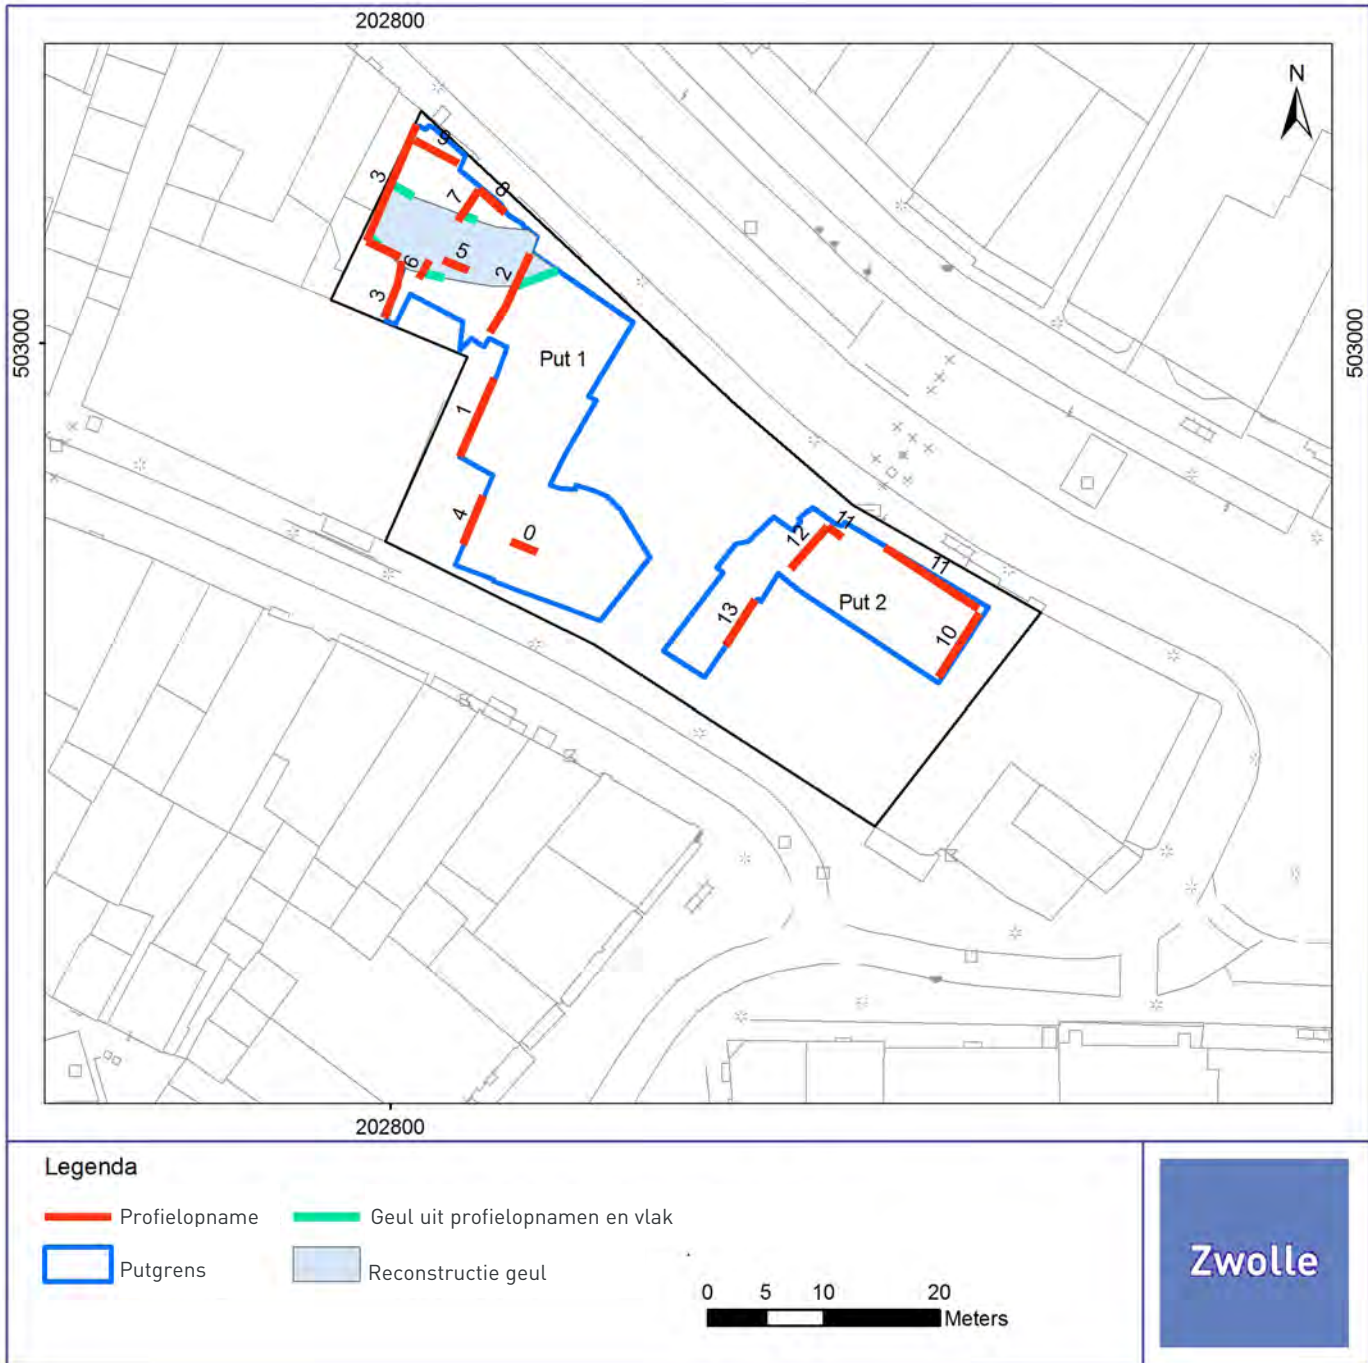 202800
N
9
3
7
8
5
6
2
3
503000
503000
Put 1
1
4
0
11
12
11
Put 2
13
10
202800
Legenda
Profielopname
Geul uit profielopnamen en vlak
Putgrens
Reconstructie geul
Zwolle
0 5 10 20
Meters